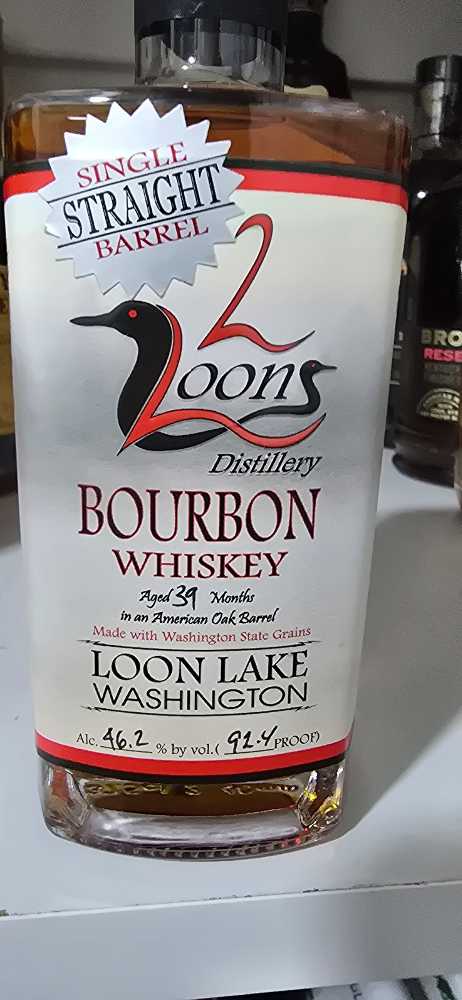 SINGLE
STRAIGHT
BARREL
2
Loons
Distillery
BOURBON
WHISKEY
Aged 39 Months
in an American Oak Barrel
Made with Washington State Grains
LOON LAKE
WASHINGTON
Alc. 46.2 % by vol. ( 92.4 PROOF)
BRO
RESE